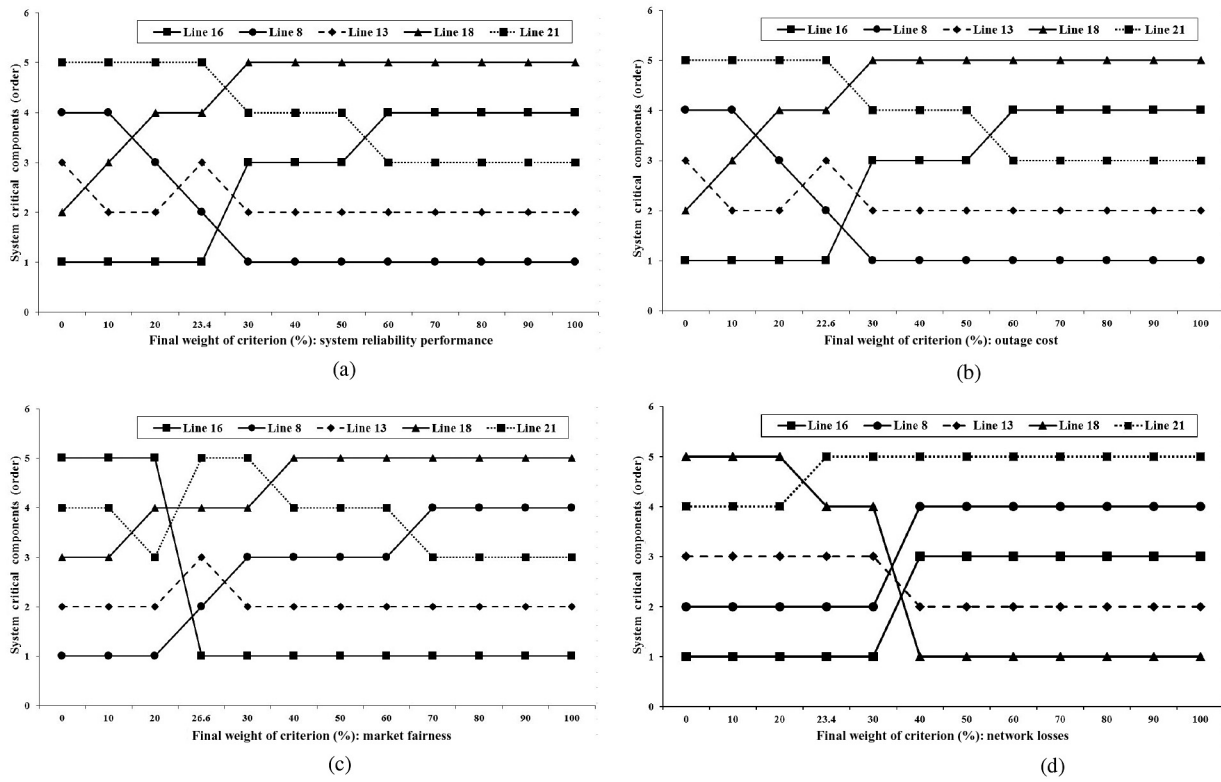 6
Line 16 Line 8 Line 13 Line 18 Line 21
5
4
3
2
1
0
System critical components (order)
0 10 20 23.4 30 40 50 60 70 80 90 100
Final weight of criterion (%): system reliability performance
(a)
6
Line 16 Line 8 Line 13 Line 18 Line 21
5
4
3
2
1
0
System critical components (order)
0 10 20 22.6 30 40 50 60 70 80 90 100
Final weight of criterion (%): outage cost
(b)
6
Line 16 Line 8 Line 13 Line 18 Line 21
5
4
3
2
1
0
System critical components (order)
0 10 20 26.6 30 40 50 60 70 80 90 100
Final weight of criterion (%): market fairness
(c)
6
Line 16 Line 8 Line 13 Line 18 Line 21
5
4
3
2
1
0
System critical components (order)
0 10 20 23.4 30 40 50 60 70 80 90 100
Final weight of criterion (%): network losses
(d)